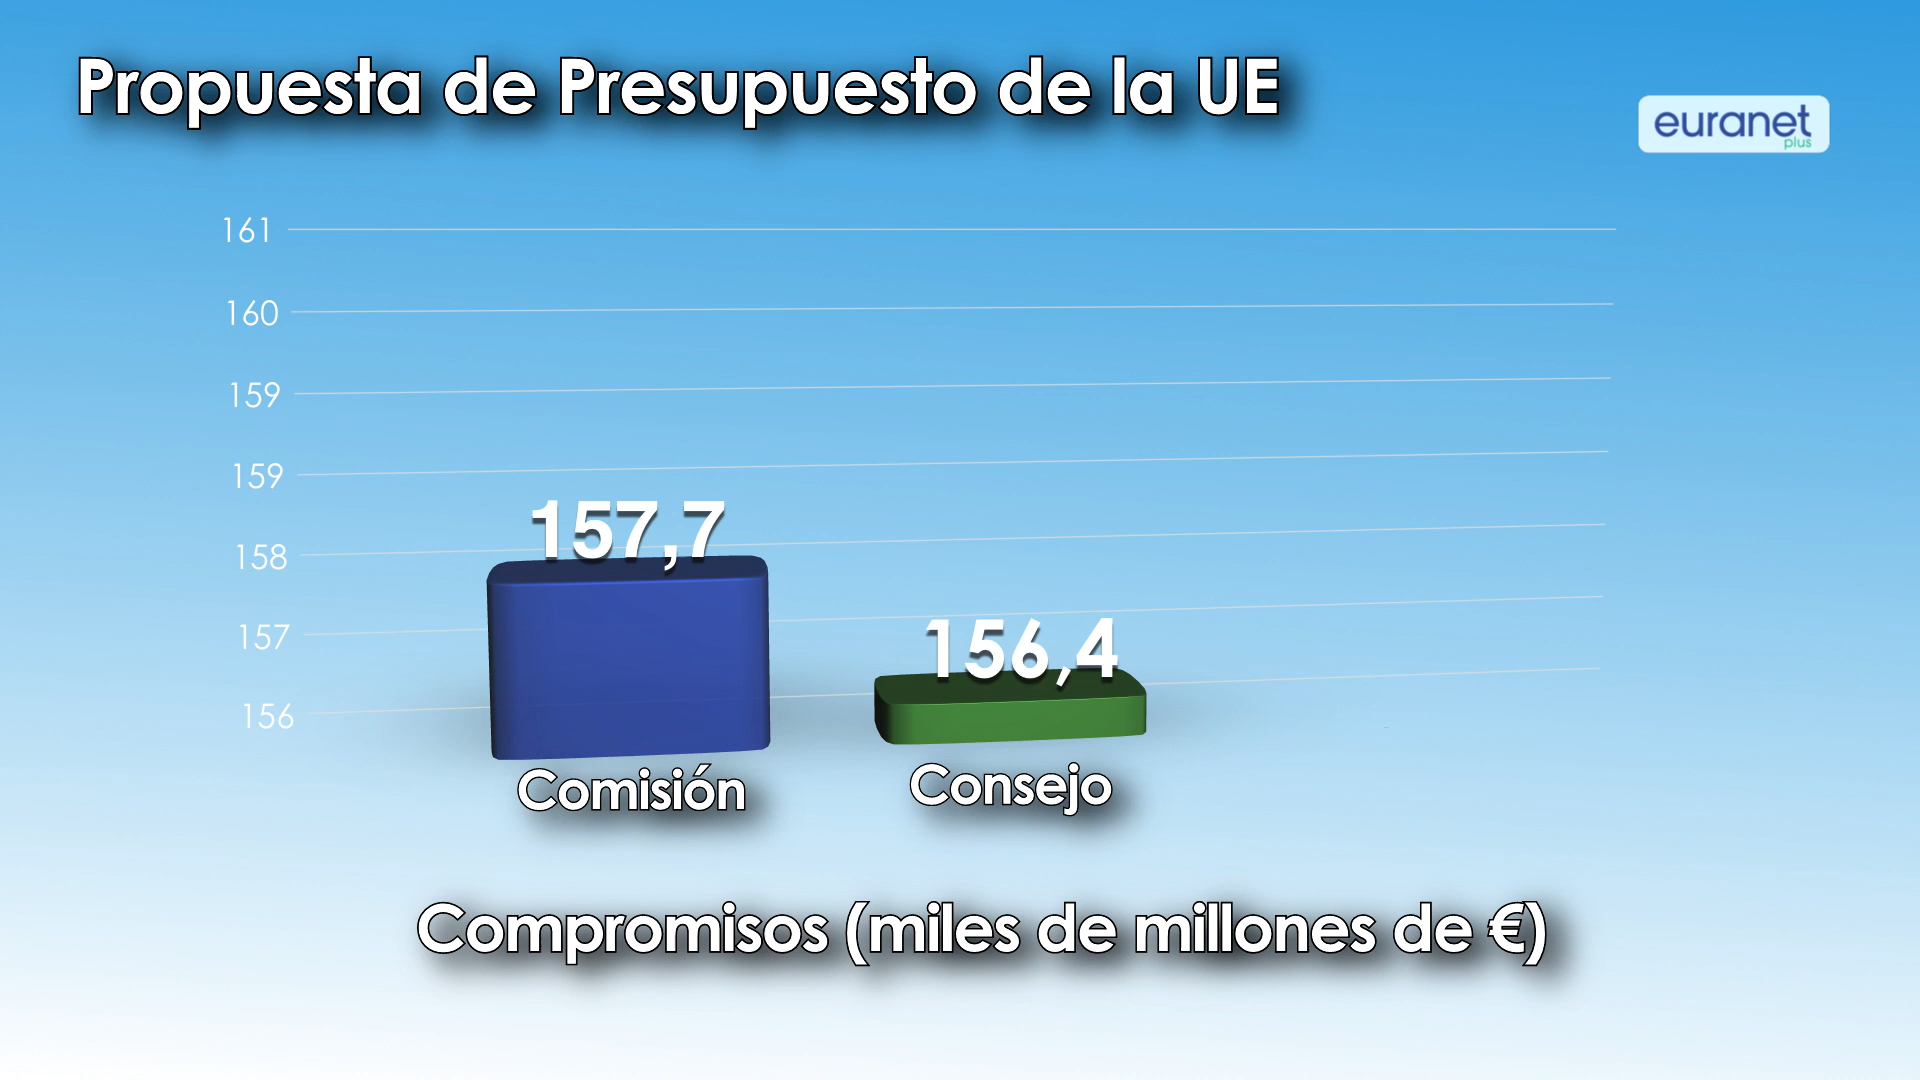 Propuesta de Presupuesto de la UE
euranet
plus
161
160
159
159
158
157
156
157,7
156,4
Comisión
Consejo
Compromisos (miles de millones de €)